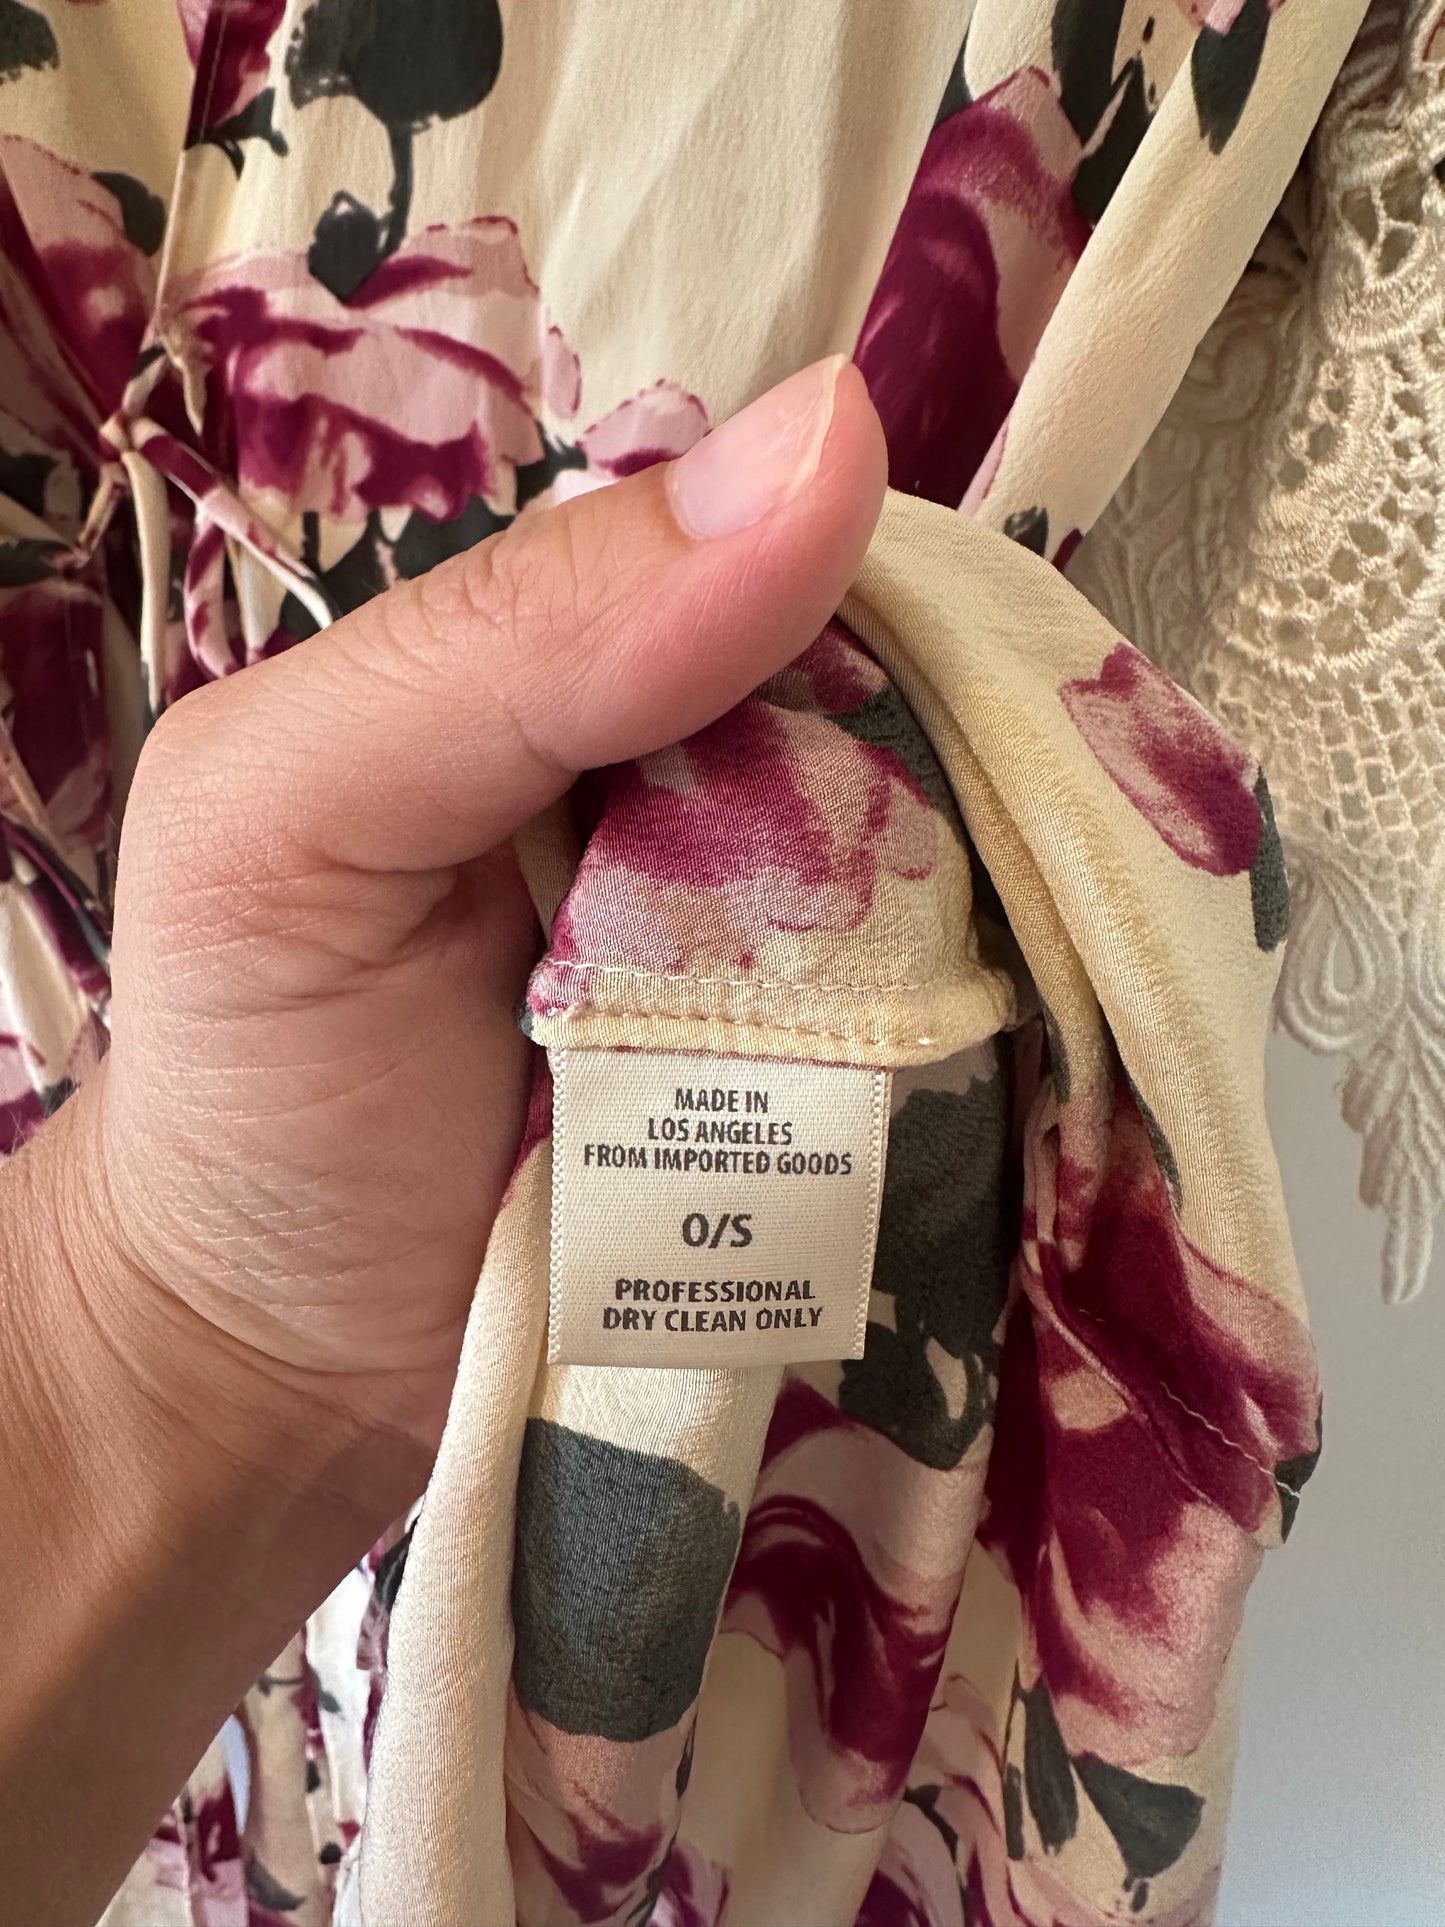 MADE IN
LOS ANGELES
FROM IMPORTED GOODS
O/S
PROFESSIONAL
DRY CLEAN ONLY